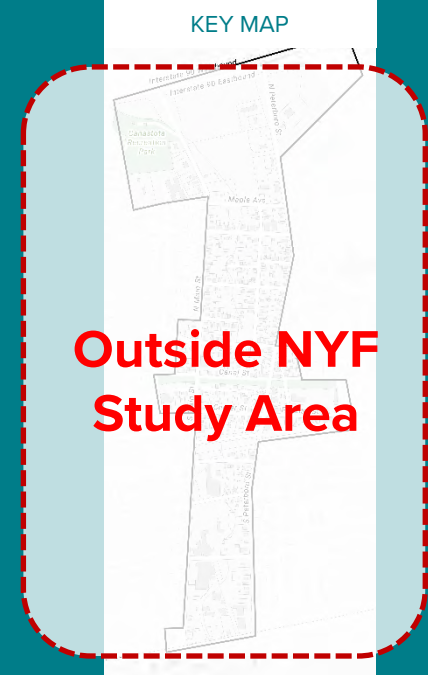 KEY MAP
Interstate 90 Eastbound
N Peterboro St
Canastota
Recreation
Park
Maple Ave
N Main St
Outside NYF
Canal St
Study Area
S Peterboro St